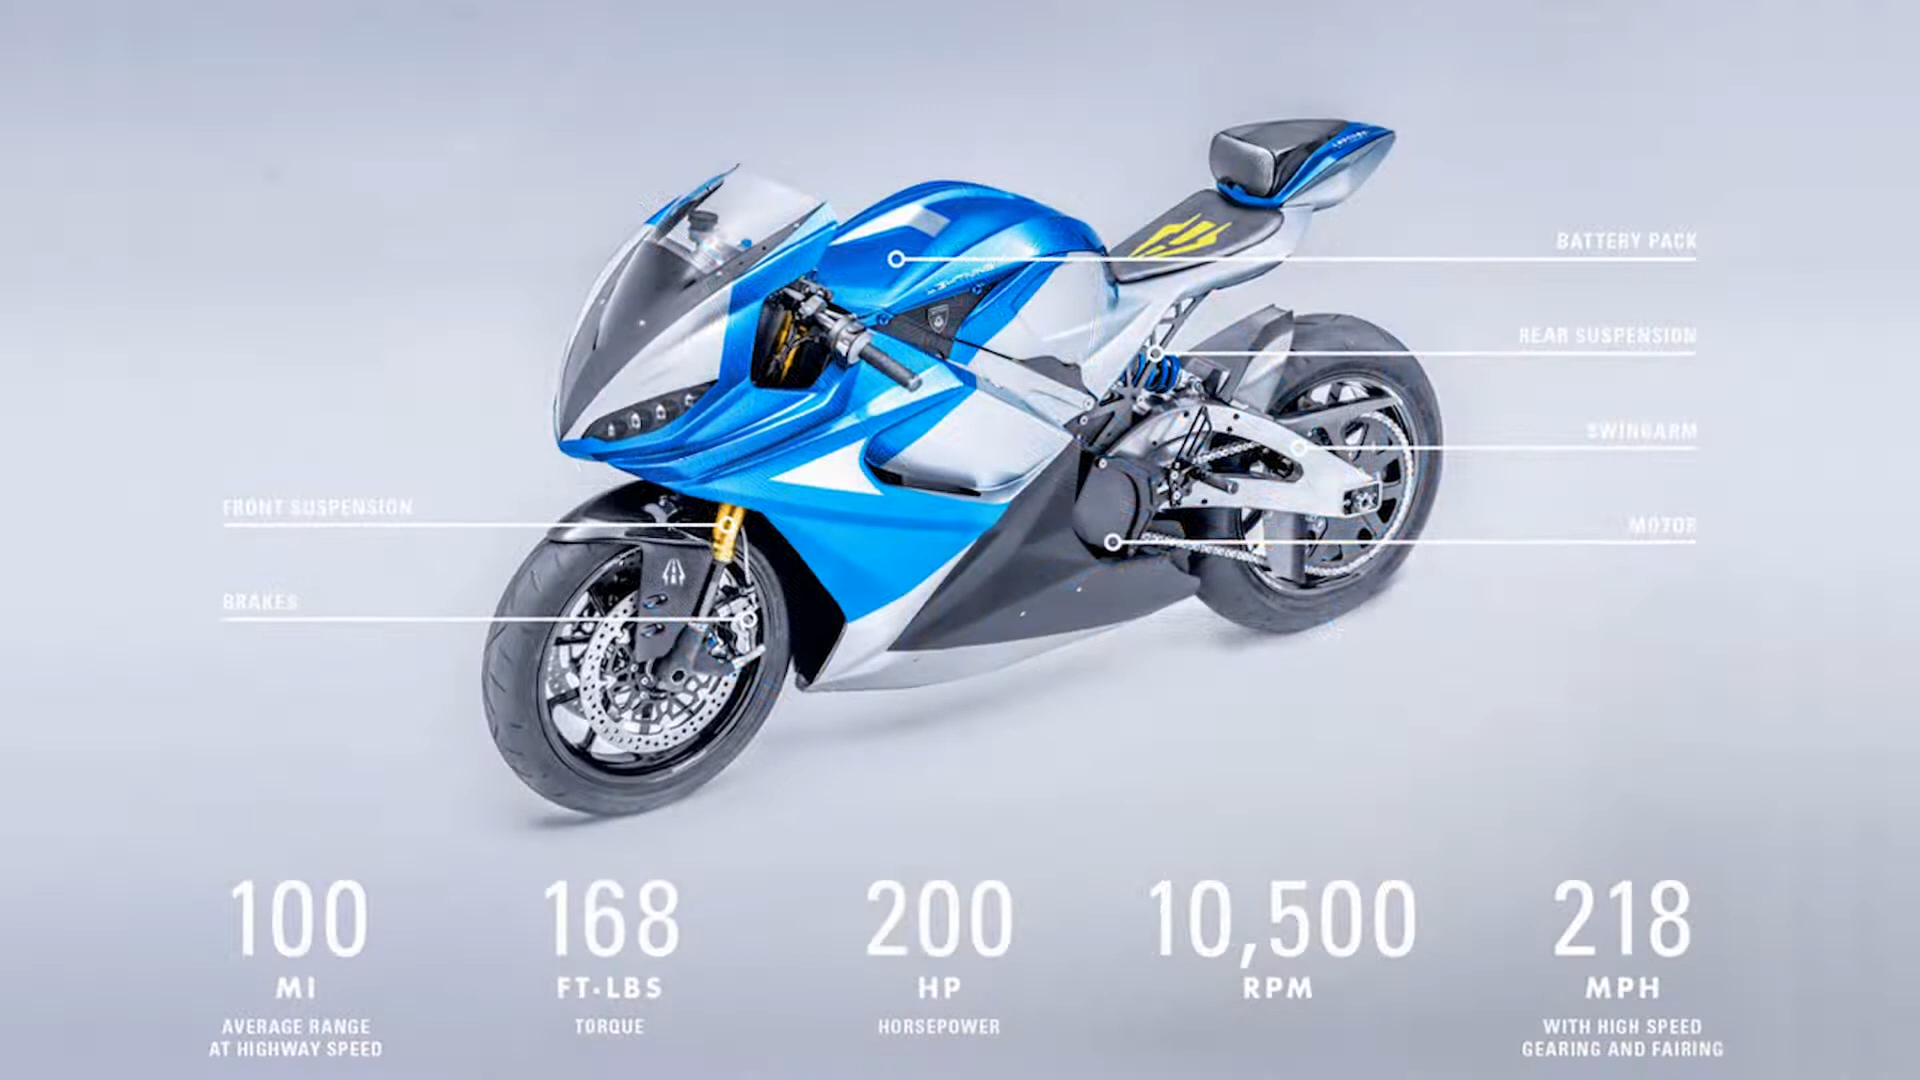 BATTERY PACK
REAR SUSPENSION
SWINGARM
FRONT SUSPENSION
MOTOR
BRAKES
100
MI
AVERAGE RANGE
AT HIGHWAY SPEED
168
FT-LBS
TORQUE
200
HP
HORSEPOWER
10,500
RPM
218
MPH
WITH HIGH SPEED
GEARING AND FAIRING